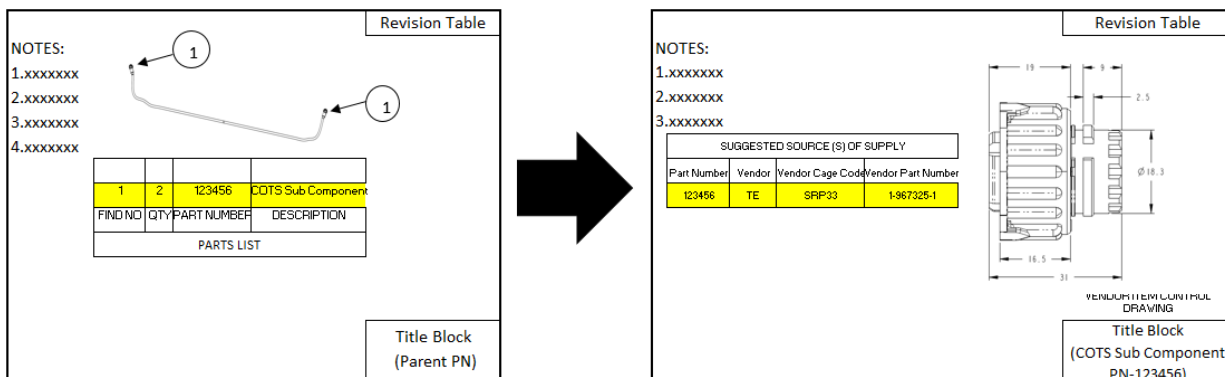 Revision Table
NOTES:
1.xxxxxxx
2.xxxxxxx
3.xxxxxxx
4.xxxxxxx
1
1
1 2 123456 COTS Sub Component
FIND NO QTY PART NUMBER DESCRIPTION
PARTS LIST
Title Block
(Parent PN)
Revision Table
NOTES:
1.xxxxxxx
2.xxxxxxx
3.xxxxxxx
SUGGESTED SOURCE (S) OF SUPPLY
Part Number Vendor Vendor Cage Code Vendor Part Number
123456 TE SRP33 1-967325-1
19 9
2.5
Ø18.3
16.5
31
VENDOR ITEM CONTROL
DRAWING
Title Block
(COTS Sub Component
PN-123456)